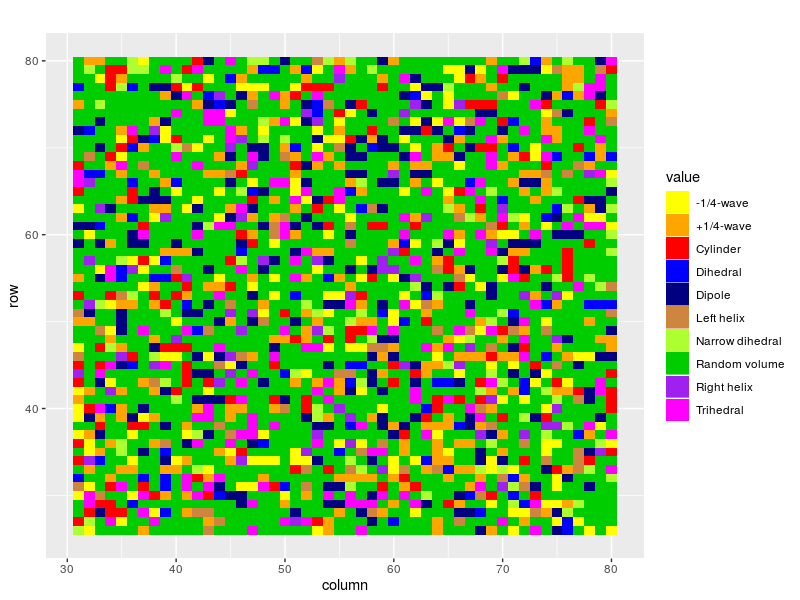 80
60
40
30
40
50
60
70
80
column
row
value
-1/4-wave
+1/4-wave
Cylinder
Dihedral
Dipole
Left helix
Narrow dihedral
Random volume
Right helix
Trihedral